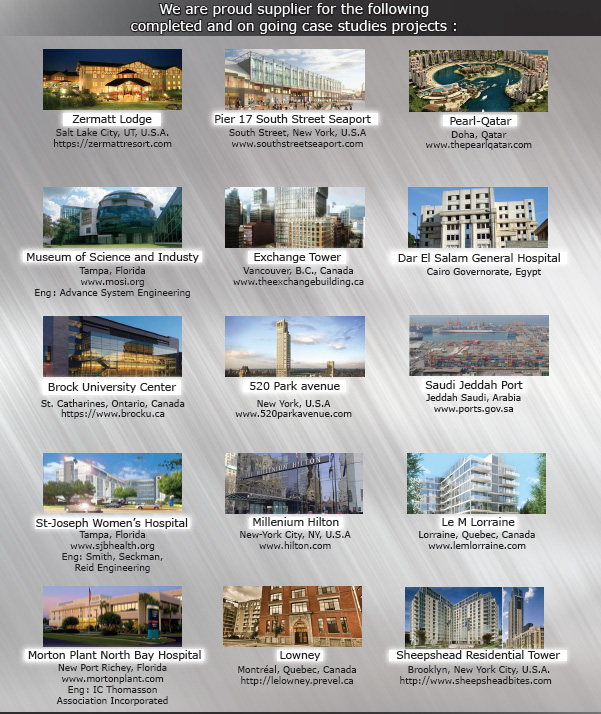 We are proud supplier for the following
completed and on going case studies projects :
Zermatt Lodge
Salt Lake City, UT, U.S.A.
https://zermattresort.com
Pier 17 South Street Seaport
South Street, New York, U.S.A
www.southstreetseaport.com
Pearl-Qatar
Doha, Qatar
www.thepearlqatar.com
Museum of Science and Industy
Tampa, Florida
www.mosi.org
Eng : Advance System Engineering
Exchange Tower
Vancouver, B.C., Canada
www.theexchangebuilding.ca
Dar El Salam General Hospital
Cairo Governorate, Egypt
Brock University Center
St. Catharines, Ontario, Canada
https://www.brocku.ca
520 Park avenue
New York, U.S.A
www.520parkavenue.com
Saudi Jeddah Port
Jeddah Saudi, Arabia
www.ports.gov.sa
St-Joseph Women's Hospital
Tampa, Florida
www.sjbhealth.org
Eng: Smith, Seckman,
Reid Engineering
MILLENIUM HILTON
Millenium Hilton
New-York City, NY, U.S.A
www.hilton.com
Le M Lorraine
Lorraine, Quebec, Canada
www.lemlorraine.com
Morton Plant North Bay Hospital
New Port Richey, Florida
www.mortonplant.com
Eng : IC Thomasson
Association Incorporated
Lowney
Montréal, Quebec, Canada
http://lelowney.prevel.ca
Sheepshead Residential Tower
Brooklyn, New York City, U.S.A.
http://www.sheepsheadbites.com